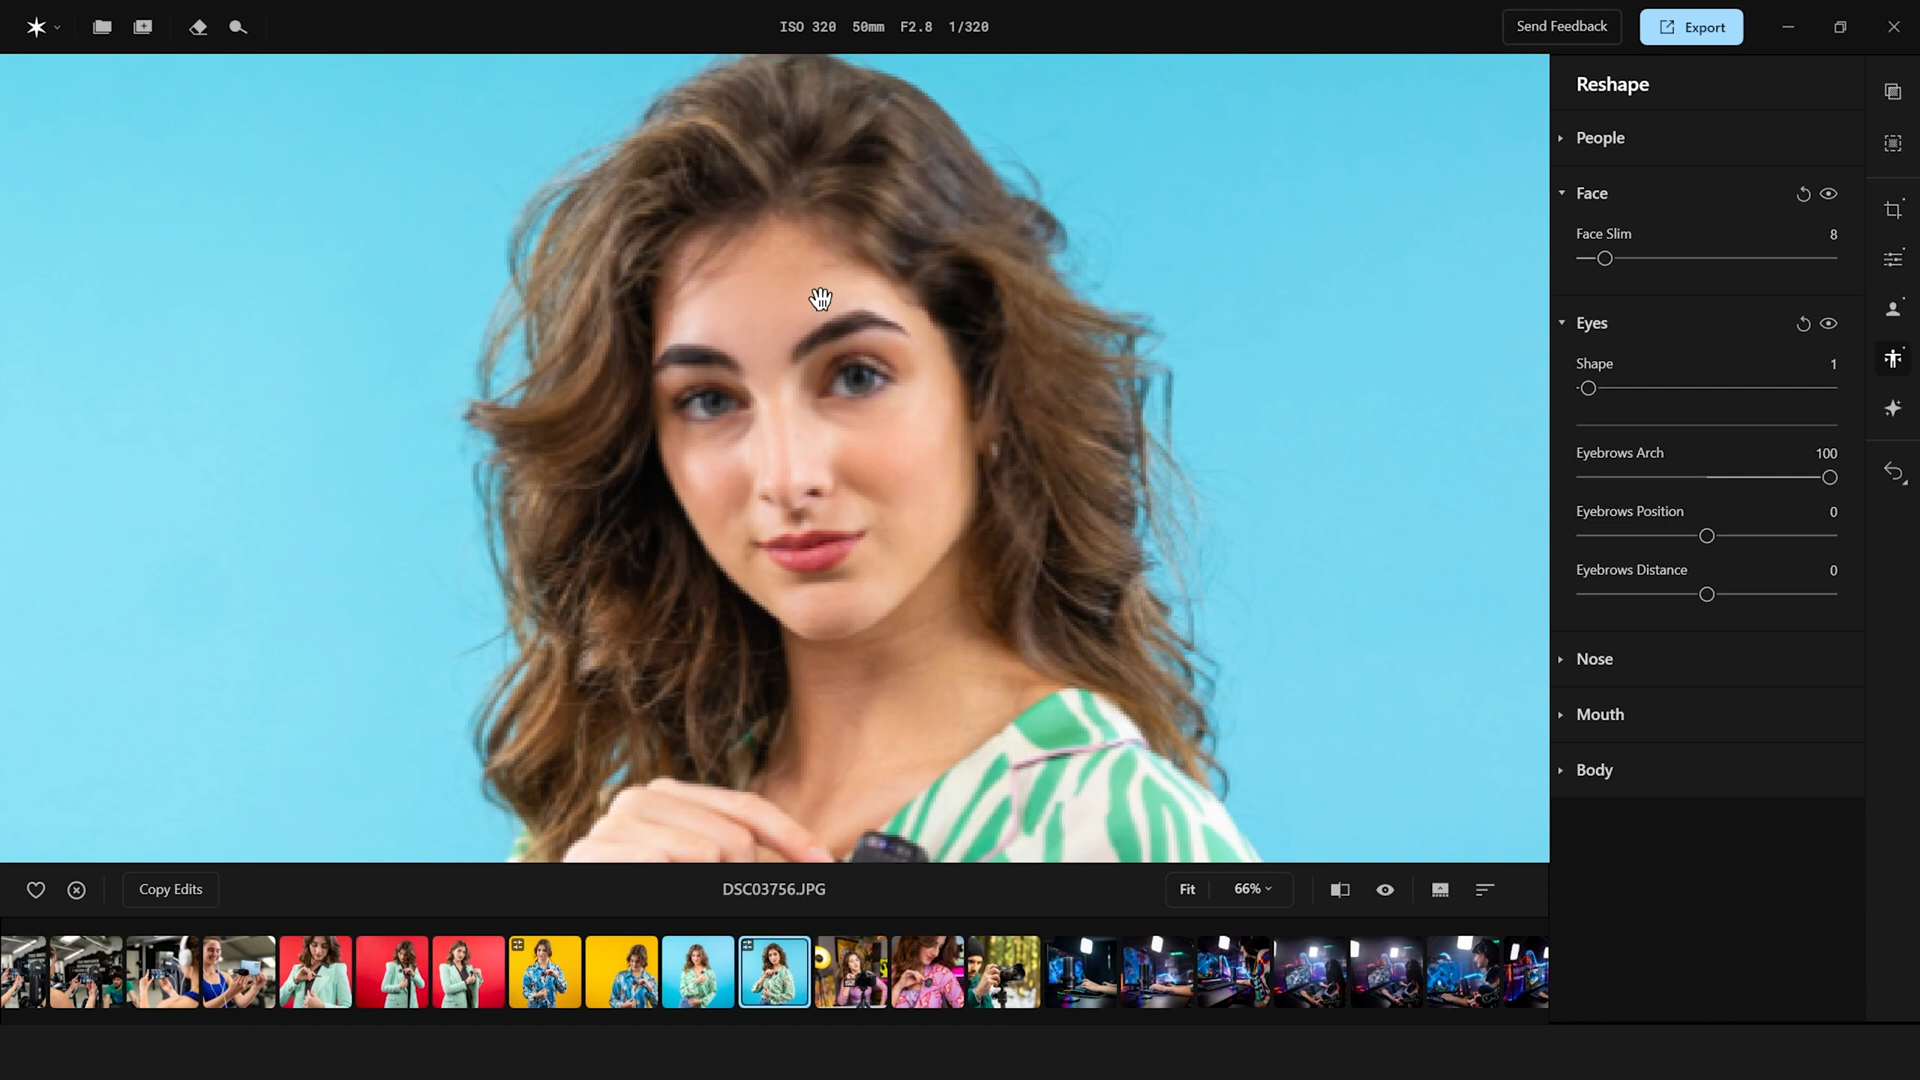 ISO 320 50mm F2.8 1/320
Send Feedback
Export
Reshape
People
Face
Face Slim 8
Eyes
Shape 1
Eyebrows Arch 100
Eyebrows Position 0
Eyebrows Distance 0
Nose
Mouth
Body
Copy Edits
DSC03756.JPG
Fit
66%